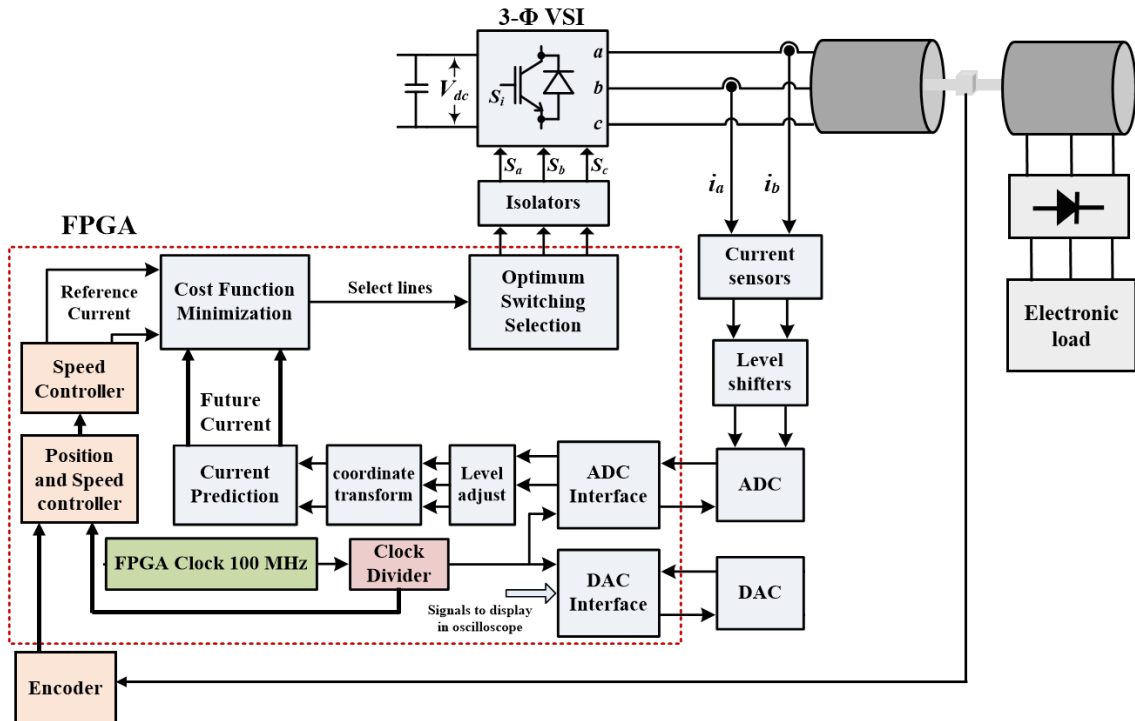 3-Φ VSI
a
V_dc
S_i
b
c
S_a
S_b
S_c
i_a
i_b
Isolators
FPGA
Current
sensors
Reference
Current
Cost Function
Minimization
Select lines
Optimum
Switching
Selection
Electronic
load
Speed
Controller
Level
shifters
Future
Current
Position
and Speed
controller
Current
Prediction
coordinate
transform
Level
adjust
ADC
Interface
ADC
FPGA Clock 100 MHz
Clock
Divider
DAC
Interface
DAC
Signals to display
in oscilloscope
Encoder